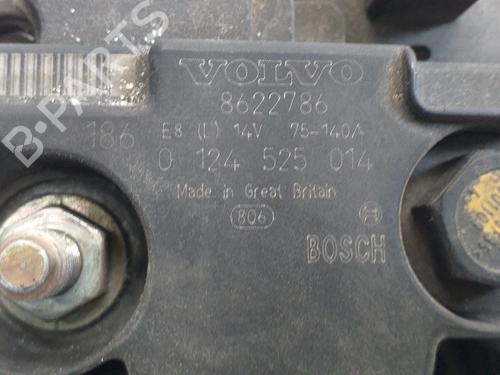 VOLVO
8622786
186 E8 (L) 14V 75-140A
0 124 525 014
Made in Great Britain
806
BOSCH
B-PARTS